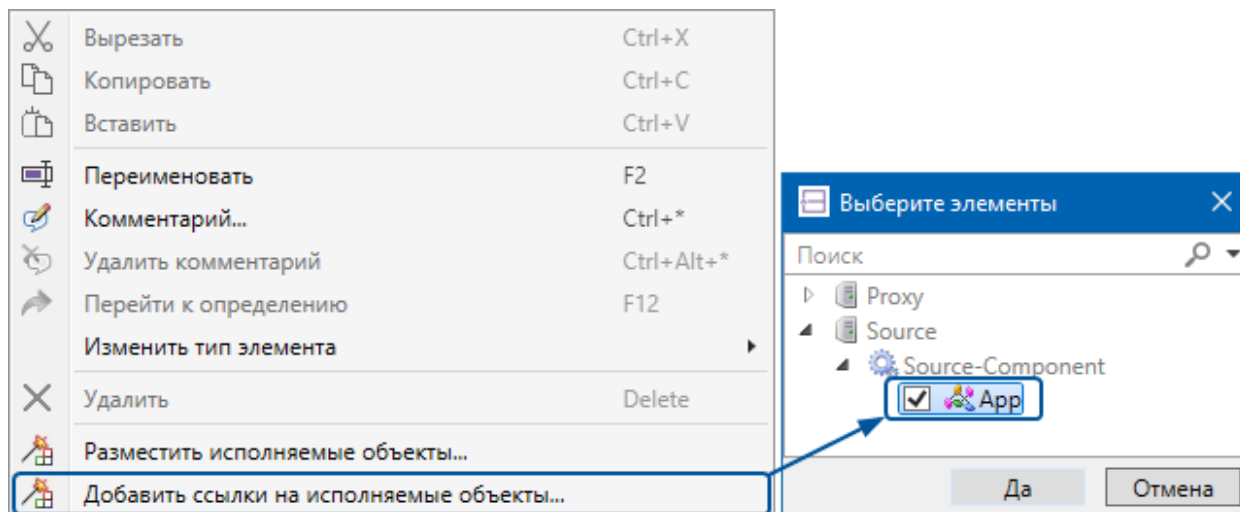 Вырезать Ctrl+X
Копировать Ctrl+C
Вставить Ctrl+V
Переименовать F2
Комментарий... Ctrl+*
Удалить комментарий Ctrl+Alt+*
Перейти к определению F12
Изменить тип элемента
Удалить Delete
Разместить исполняемые объекты...
Добавить ссылки на исполняемые объекты...
Выберите элементы
Поиск
Proxy
Source
Source-Component
App
Да Отмена